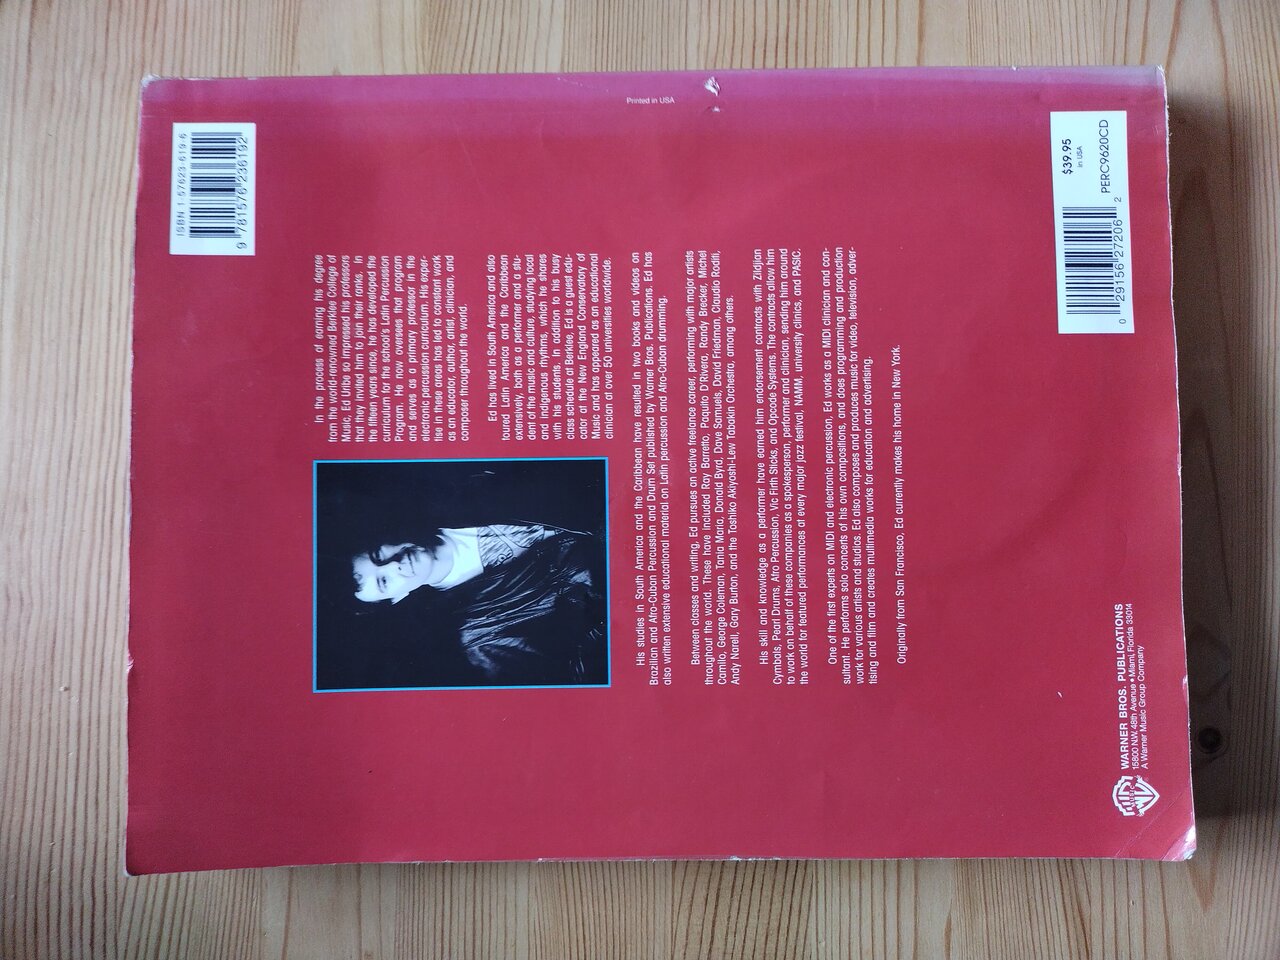 In the process of earning his degree
from the world-renowned Berklee College of
Music, Ed Uribe so impressed his professors
that they invited him to join their ranks. In
the fifteen years since, he has developed the
curriculum for the school's Latin Percussion
Program. He now oversees that program
and serves as a primary professor in the
electronic percussion curriculum. His exper-
tise in these areas has led to constant work
as an educator, author, artist, clinician, and
composer throughout the world.
Ed has lived in South America and also
toured Latin America and the Caribbean
extensively, both as a performer and a stu-
dent of the music and culture, studying local
and indigenous rhythms, which he shares
with his students. In addition to his busy
class schedule at Berklee, Ed is a guest edu-
cator at the New England Conservatory of
Music and has appeared as an educational
clinician at over 50 universities worldwide.
His studies in South America and the Caribbean have resulted in two books and videos on
Brazilian and Afro-Cuban Percussion and Drum Set published by Warner Bros. Publications. Ed has
also written extensive educational material on Latin percussion and Afro-Cuban drumming.
Between classes and writing, Ed pursues an active freelance career, performing with major artists
throughout the world. These have included Ray Barretto, Paquito D'Rivera, Randy Brecker, Michel
Camilo, George Coleman, Tania Maria, Donald Byrd, Dave Samuels, David Friedman, Claudio Roditi,
Andy Narell, Gary Burton, and the Toshiko Akiyoshi-Lew Tabakin Orchestra, among others.
His skill and knowledge as a performer have earned him endorsement contracts with Zildjian
Cymbals, Pearl Drums, Afro Percussion, Vic Firth Sticks, and Opcode Systems. The contracts allow him
to work on behalf of these companies as a spokesperson, performer and clinician, sending him around
the world for featured performances at every major jazz festival, NAMM, university clinics, and PASIC.
One of the first experts on MIDI and electronic percussion, Ed works as a MIDI clinician and con-
sultant. He performs solo concerts of his own compositions, and does programming and production
work for various artists and studios. Ed also composes and produces music for video, television, adver-
tising and film and creates multimedia works for education and advertising.
Originally from San Francisco, Ed currently makes his home in New York.
WARNER BROS. PUBLICATIONS
15800 N.W. 48th Avenue • Miami, Florida 33014
A Warner Music Group Company
ISBN 1-57623-619-6
9 781576 236192
Printed in USA
$39.95
in USA
0 29156 27206 2
PERC9620CD